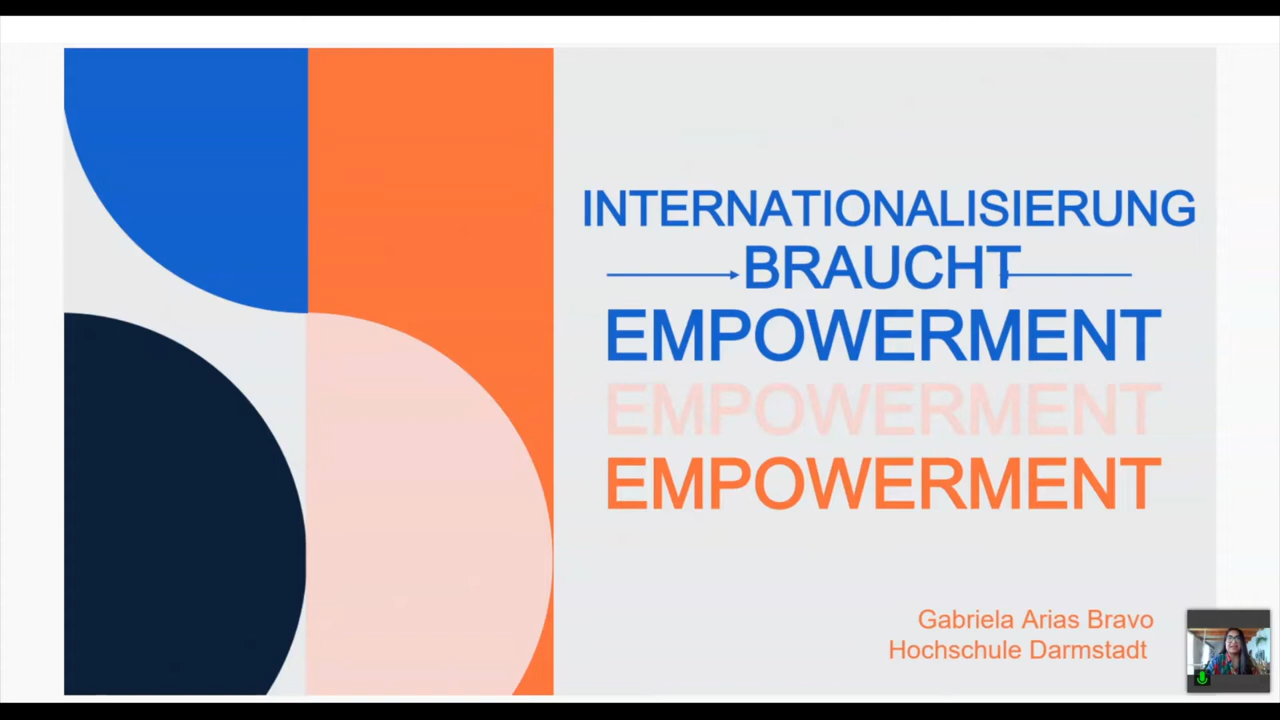 INTERNATIONALISIERUNG
BRAUCHT
EMPOWERMENT
EMPOWERMENT
EMPOWERMENT
Gabriela Arias Bravo
Hochschule Darmstadt